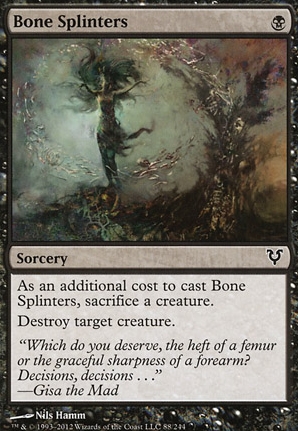 Bone Splinters
Sorcery
As an additional cost to cast Bone
Splinters, sacrifice a creature.
Destroy target creature.
“Which do you deserve, the heft of a femur
or the graceful sharpness of a forearm?
Decisions, decisions . . .”
—Gisa the Mad
Nils Hamm
™ & © 1993–2012 Wizards of the Coast LLC 88/244